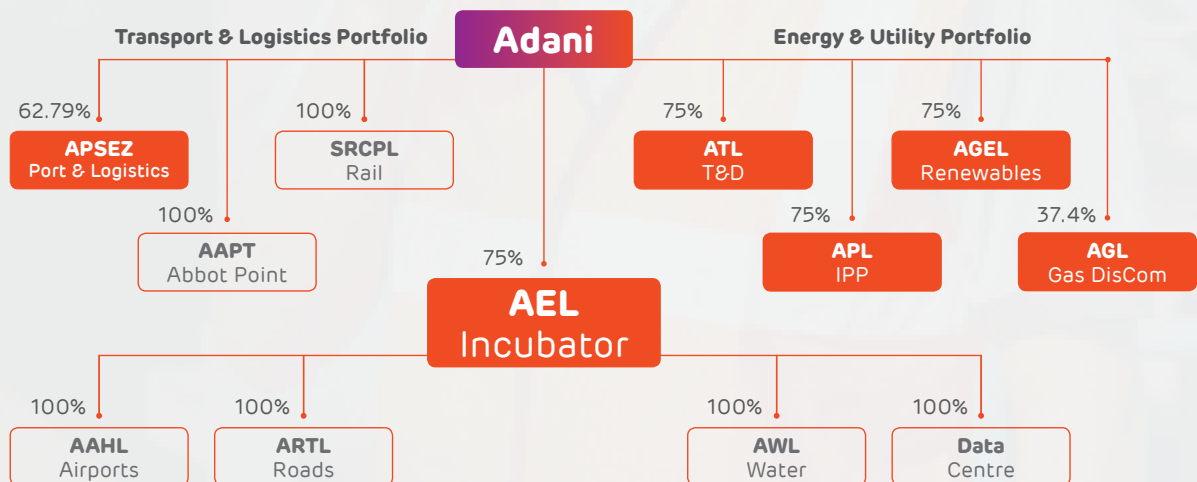 Adani
Transport & Logistics Portfolio
Energy & Utility Portfolio
62.79%
APSEZ
Port & Logistics
100%
SRCPL
Rail
75%
ATL
T&D
75%
AGEL
Renewables
100%
AAPT
Abbot Point
75%
APL
IPP
37.4%
AGL
Gas DisCom
75%
AEL
Incubator
100%
AAHL
Airports
100%
ARTL
Roads
100%
AWL
Water
100%
Data
Centre